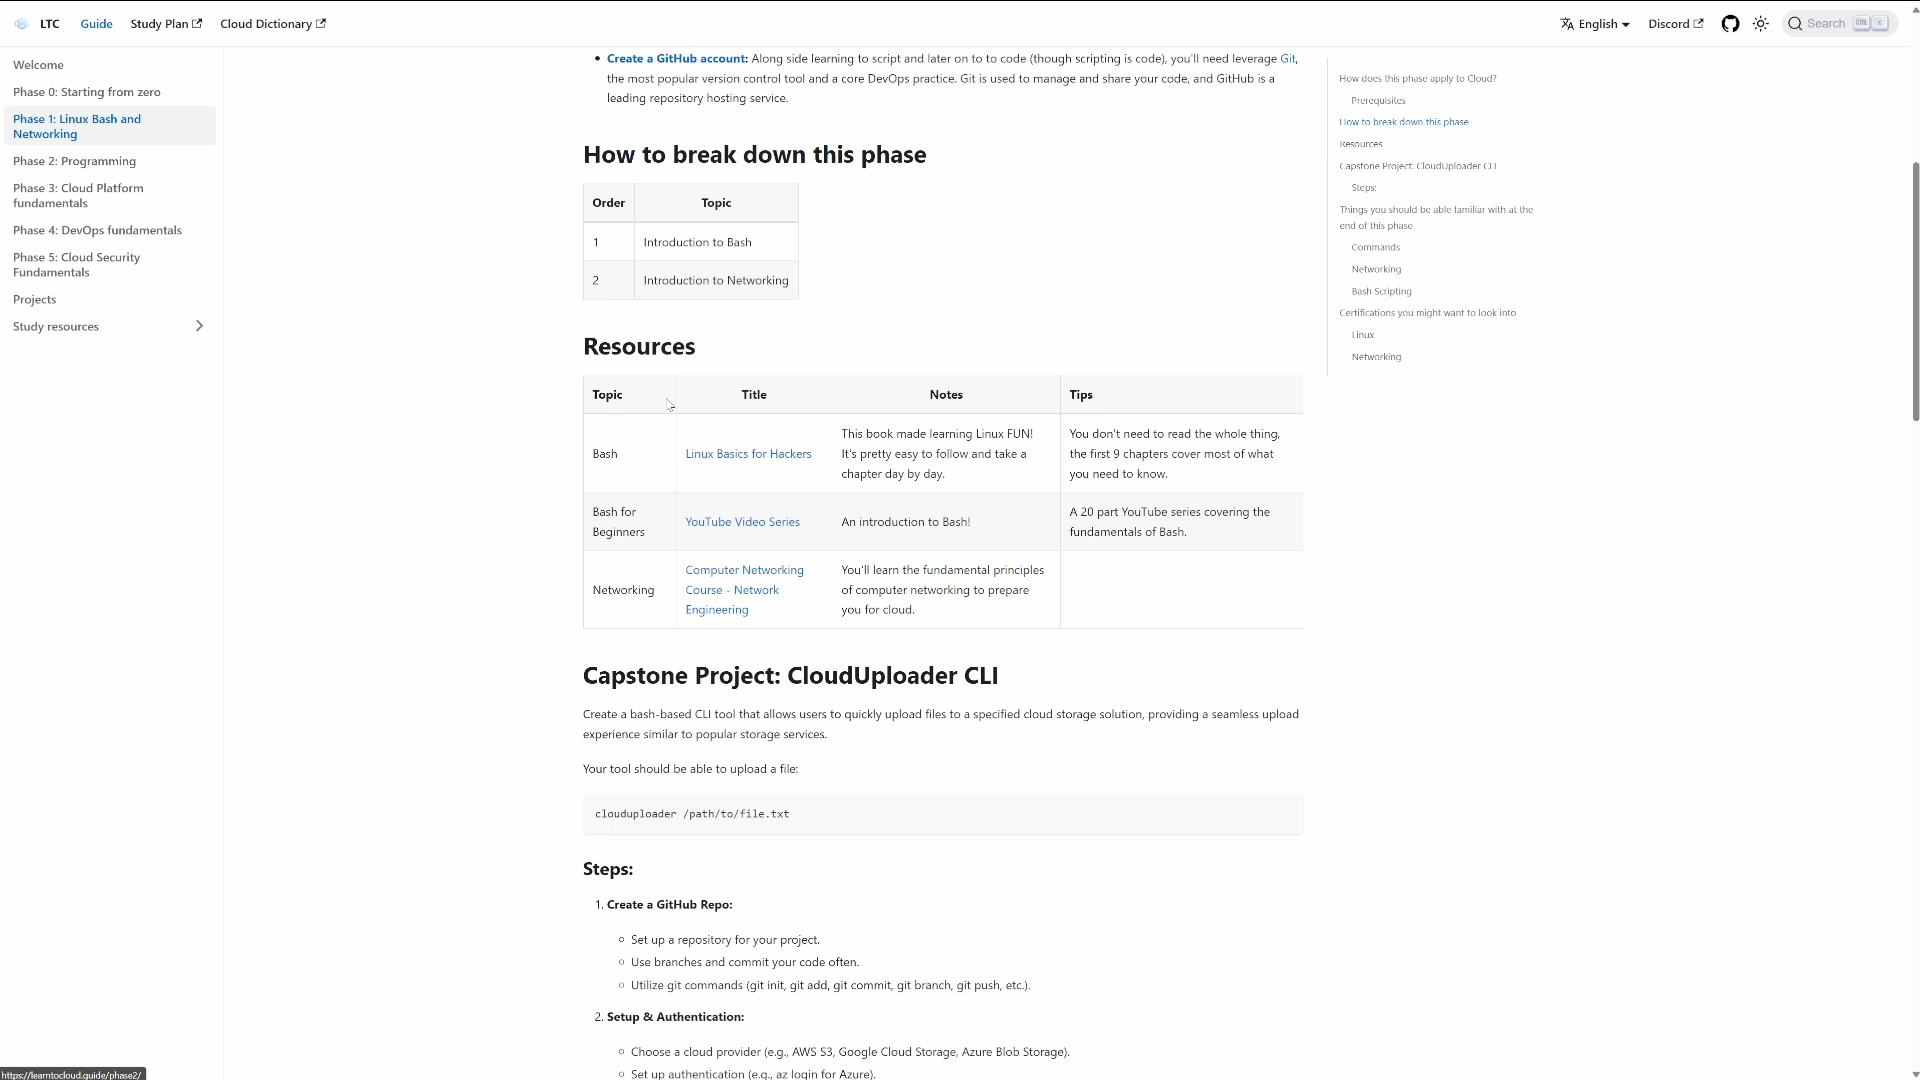 LTC Guide Study Plan Cloud Dictionary English Discord Search CTRL K
Welcome
Phase 0: Starting from zero
Phase 1: Linux Bash and
Networking
Phase 2: Programming
Phase 3: Cloud Platform
fundamentals
Phase 4: DevOps fundamentals
Phase 5: Cloud Security
Fundamentals
Projects
Study resources
Create a GitHub account: Along side learning to script and later on to to code (though scripting is code), you'll need leverage Git,
the most popular version control tool and a core DevOps practice. Git is used to manage and share your code, and GitHub is a
leading repository hosting service.
How to break down this phase
Order Topic
1 Introduction to Bash
2 Introduction to Networking
Resources
Topic Title Notes Tips
Bash
Linux Basics for Hackers
This book made learning Linux FUN!
It's pretty easy to follow and take a
chapter day by day.
You don't need to read the whole thing,
the first 9 chapters cover most of what
you need to know.
Bash for
Beginners
YouTube Video Series
An introduction to Bash!
A 20 part YouTube series covering the
fundamentals of Bash.
Networking
Computer Networking
Course - Network
Engineering
You'll learn the fundamental principles
of computer networking to prepare
you for cloud.
Capstone Project: CloudUploader CLI
Create a bash-based CLI tool that allows users to quickly upload files to a specified cloud storage solution, providing a seamless upload
experience similar to popular storage services.
Your tool should be able to upload a file:
clouduploader /path/to/file.txt
Steps:
1. Create a GitHub Repo:
Set up a repository for your project.
Use branches and commit your code often.
Utilize git commands (git init, git add, git commit, git branch, git push, etc.).
2. Setup & Authentication:
Choose a cloud provider (e.g., AWS S3, Google Cloud Storage, Azure Blob Storage).
Set up authentication (e.g., az login for Azure).
How does this phase apply to Cloud?
Prerequisites
How to break down this phase
Resources
Capstone Project: CloudUploader CLI
Steps:
Things you should be able familiar with at the
end of this phase
Commands
Networking
Bash Scripting
Certifications you might want to look into
Linux
Networking
https://learntocloud.guide/phase2/